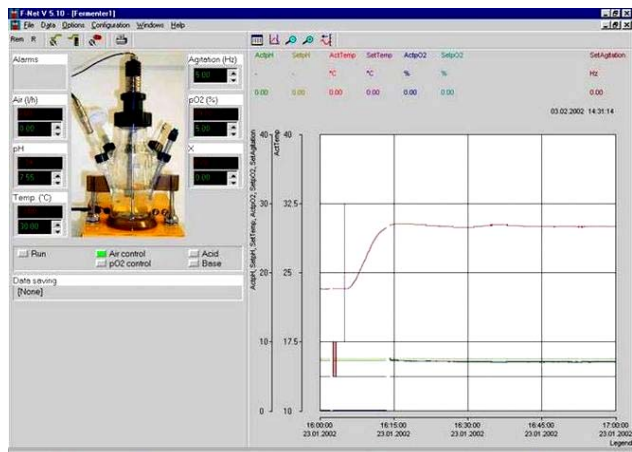 F-Net V 5.10 - [Fermenter1]
File Data Options Configuration Windows Help
Rem R
Alarms
Agitation (Hz)
5.00
Air (l/h)
0.00
pO2 (%)
5.00
pH
7.55
X
0.00
Temp. (°C)
30.00
Run
Air control
Acid
pO2 control
Base
Data saving
[None]
ActpH SetpH ActTemp SetTemp ActpO2 SetpO2 SetAgitation
- - °C °C % % Hz
0.00 0.00 0.00 0.00 0.00 0.00 0.00
03.02.2002 14:31:14
ActpH, SetpH, SetTemp, ActpO2, SetpO2, SetAgitation
ActTemp
40 40
30 32.5
20 25
10 17.5
0 10
16:00:00 16:15:00 16:30:00 16:45:00 17:00:00
23.01.2002 23.01.2002 23.01.2002 23.01.2002 23.01.2002
Legend